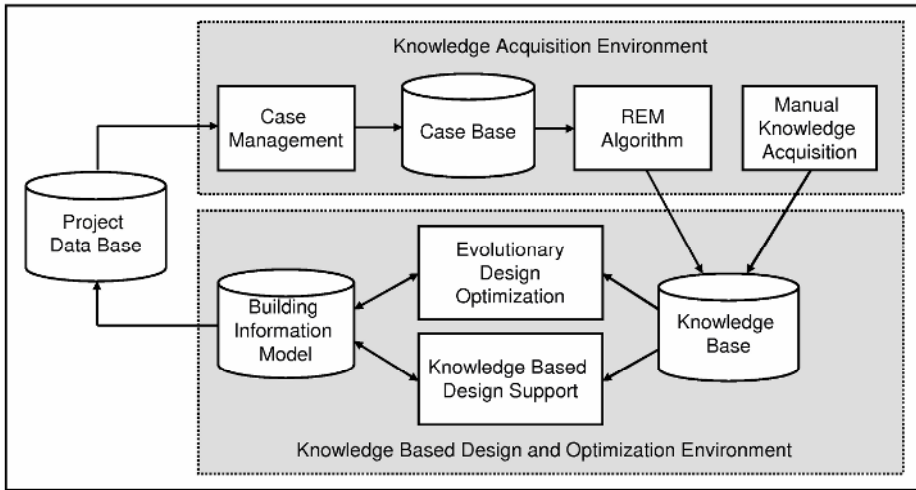 Knowledge Acquisition Environment
Case
Management
Case Base
REM
Algorithm
Manual
Knowledge
Acquisition
Project
Data Base
Evolutionary
Design
Optimization
Building
Information
Model
Knowledge
Base
Knowledge Based
Design Support
Knowledge Based Design and Optimization Environment